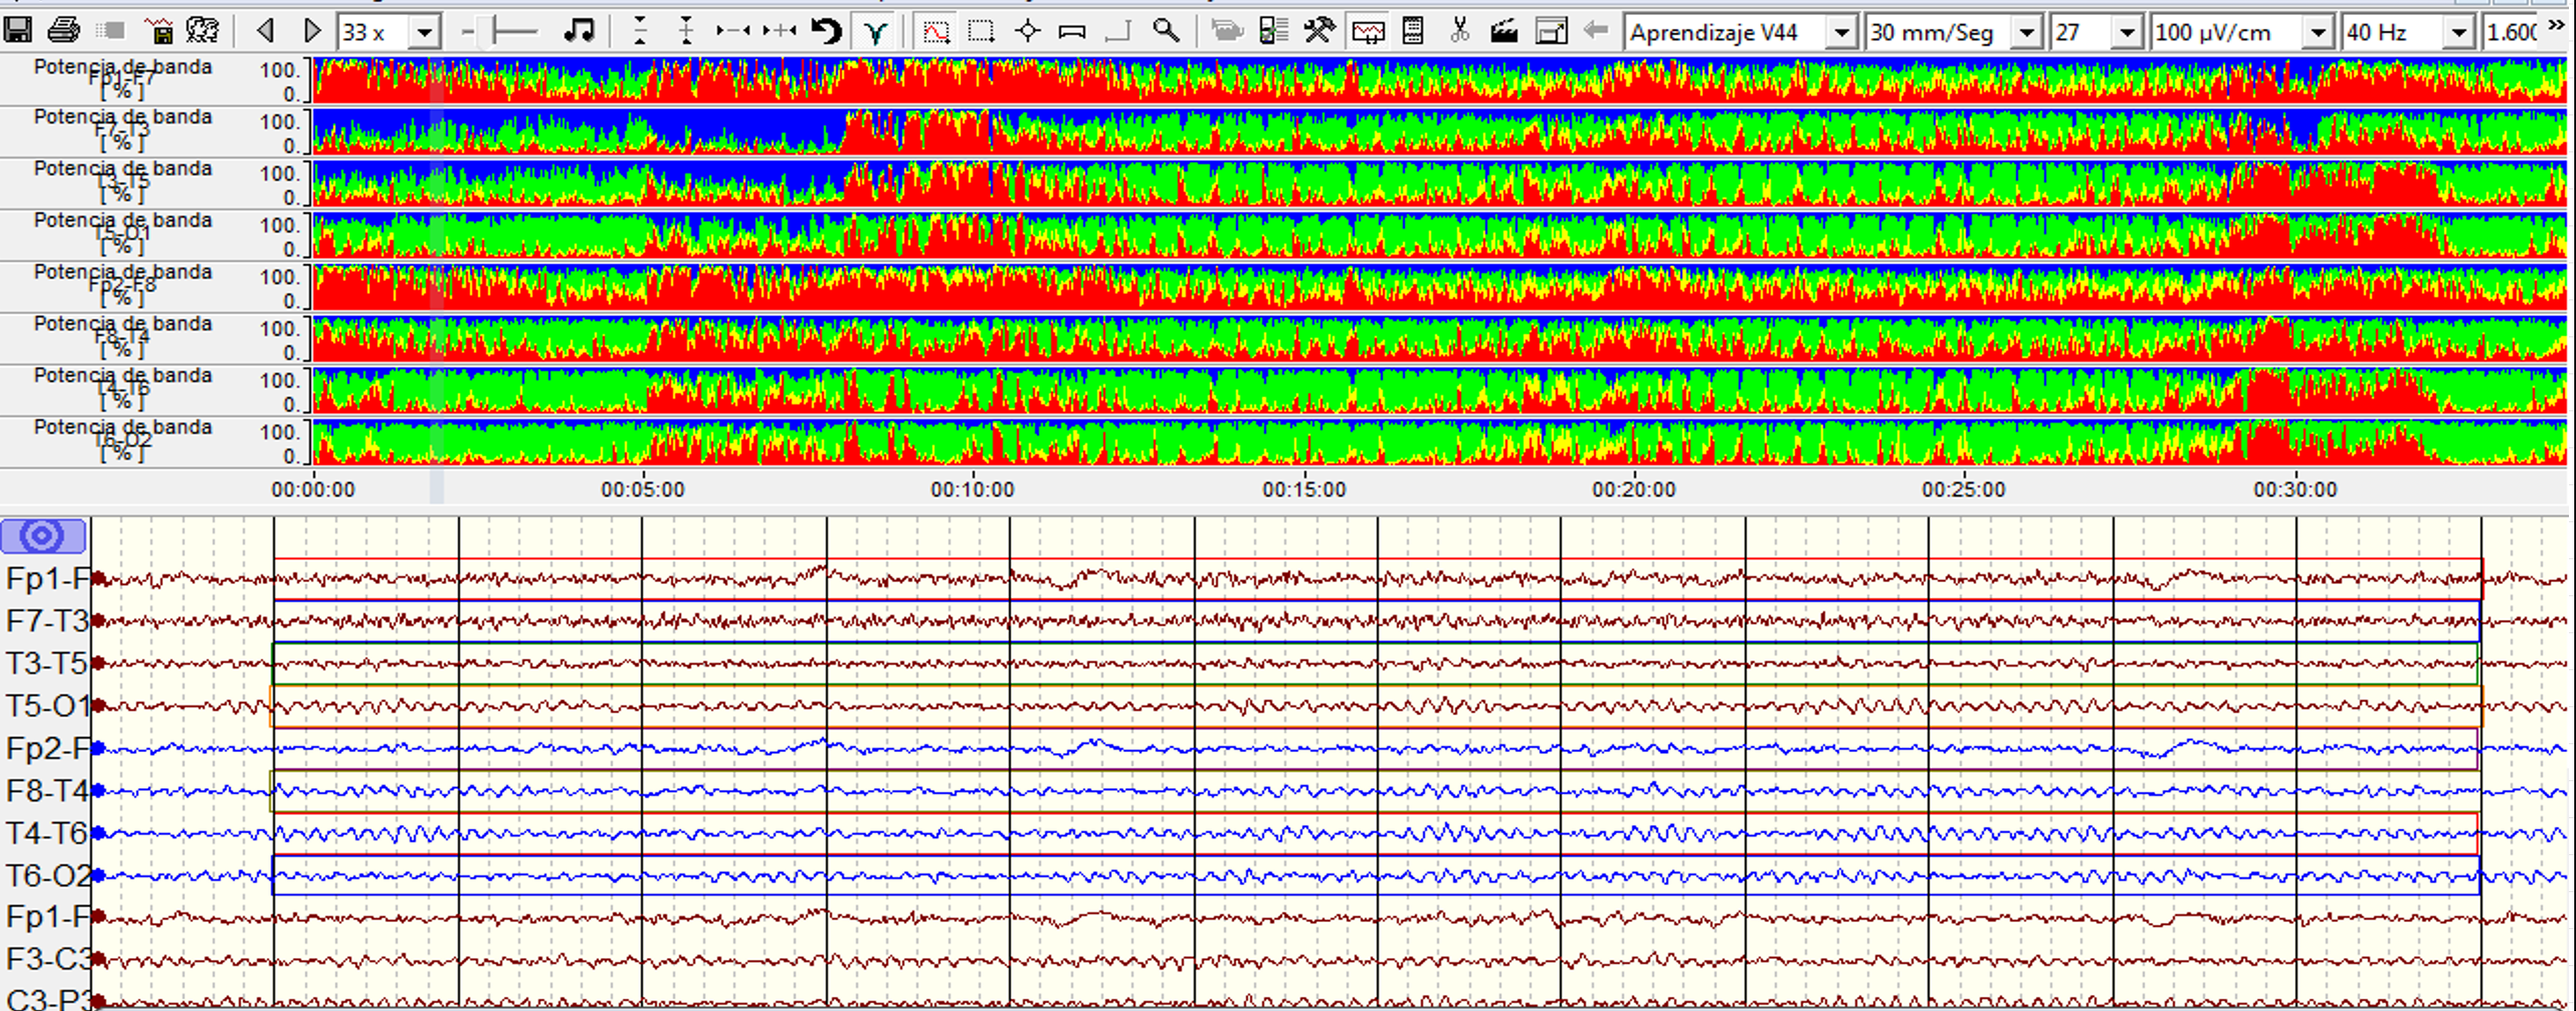 33 x
Aprendizaje V44
30 mm/Seg
27
100 µV/cm
40 Hz
1.600
»
Potencia de banda
Fp1-F7
[ % ]
100.
0.
Potencia de banda
F7-T3
[ % ]
100.
0.
Potencia de banda
T3-T5
[ % ]
100.
0.
Potencia de banda
T5-O1
[ % ]
100.
0.
Potencia de banda
Fp2-F8
[ % ]
100.
0.
Potencia de banda
F8-T4
[ % ]
100.
0.
Potencia de banda
T4-T6
[ % ]
100.
0.
Potencia de banda
T6-O2
[ % ]
100.
0.
00:00:00 00:05:00 00:10:00 00:15:00 00:20:00 00:25:00 00:30:00
Fp1-F
F7-T3
T3-T5
T5-O1
Fp2-F
F8-T4
T4-T6
T6-O2
Fp1-F
F3-C3
C3-P3